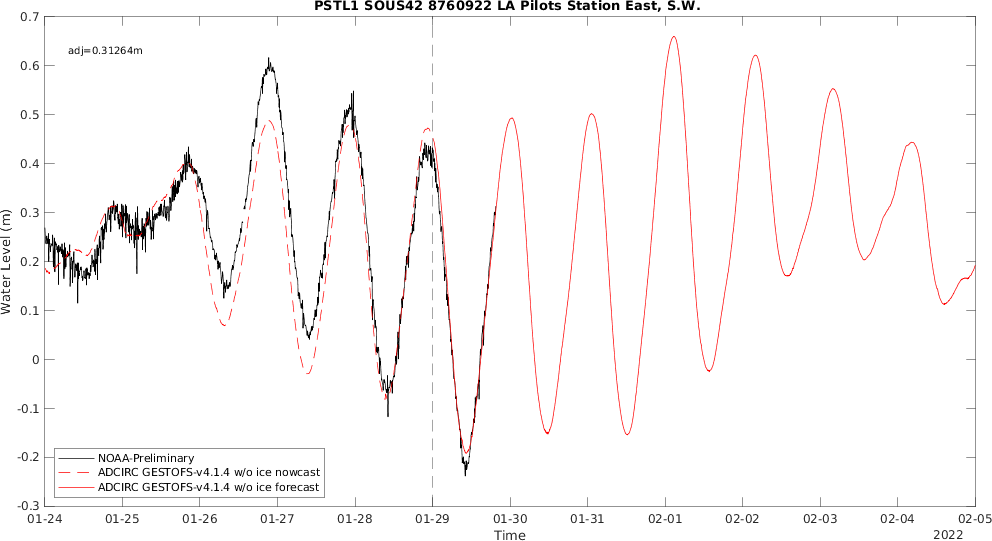 PSTL1 SOUS42 8760922 LA Pilots Station East, S.W.
adj=0.31264m
0.7
0.6
0.5
0.4
0.3
0.2
0.1
0
-0.1
-0.2
-0.3
Water Level (m)
NOAA-Preliminary
ADCIRC GESTOFS-v4.1.4 w/o ice nowcast
ADCIRC GESTOFS-v4.1.4 w/o ice forecast
01-24 01-25 01-26 01-27 01-28 01-29 01-30 01-31 02-01 02-02 02-03 02-04 02-05
Time
2022